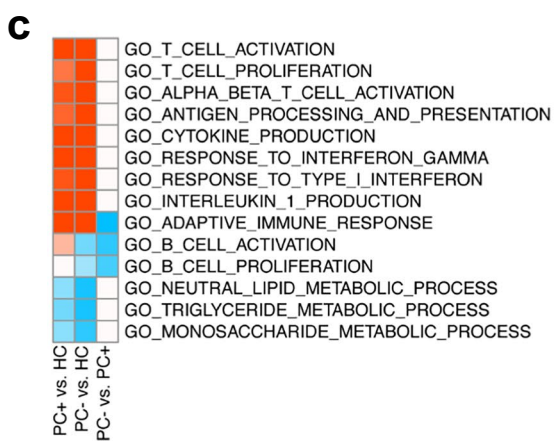 c
GO_T_CELL_ACTIVATION
GO_T_CELL_PROLIFERATION
GO_ALPHA_BETA_T_CELL_ACTIVATION
GO_ANTIGEN_PROCESSING_AND_PRESENTATION
GO_CYTOKINE_PRODUCTION
GO_RESPONSE_TO_INTERFERON_GAMMA
GO_RESPONSE_TO_TYPE_I_INTERFERON
GO_INTERLEUKIN_1_PRODUCTION
GO_ADAPTIVE_IMMUNE_RESPONSE
GO_B_CELL_ACTIVATION
GO_B_CELL_PROLIFERATION
GO_NEUTRAL_LIPID_METABOLIC_PROCESS
GO_TRIGLYCERIDE_METABOLIC_PROCESS
GO_MONOSACCHARIDE_METABOLIC_PROCESS
PC+ vs. HC
PC- vs. HC
PC- vs. PC+